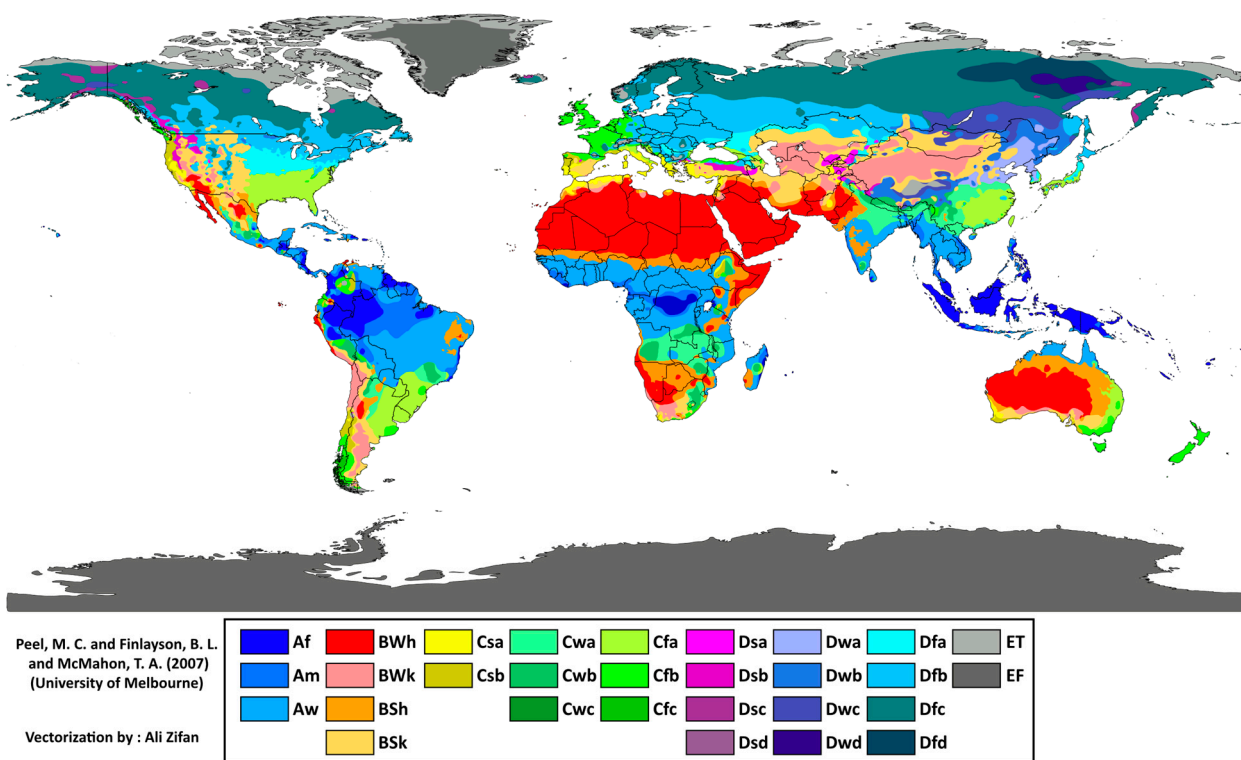 Peel, M. C. and Finlayson, B. L.
and McMahon, T. A. (2007)
(University of Melbourne)
Vectorization by : Ali Zifan
Af BWh Csa Cwa Cfa Dsa Dwa Dfa ET
Am BWk Csb Cwb Cfb Dsb Dwb Dfb EF
Aw BSh Cwc Cfc Dsc Dwc Dfc
BSk Dsd Dwd Dfd